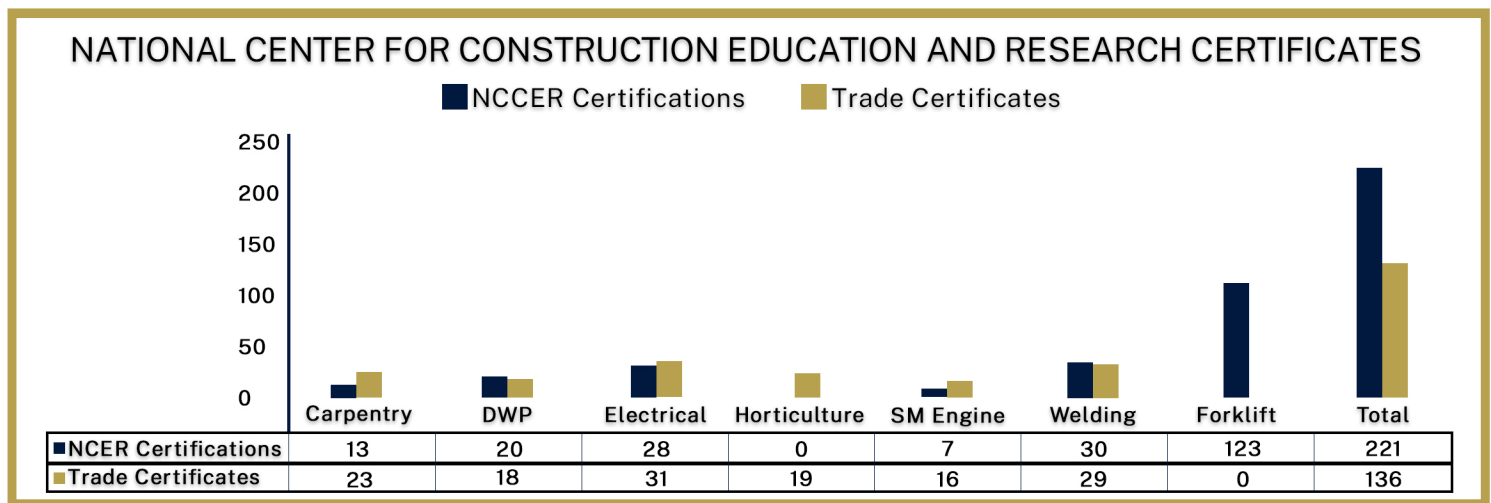 NATIONAL CENTER FOR CONSTRUCTION EDUCATION AND RESEARCH CERTIFICATES
NCCER Certifications Trade Certificates
250
200
150
100
50
0
Carpentry DWP Electrical Horticulture SM Engine Welding Forklift Total
NCER Certifications 13 20 28 0 7 30 123 221
Trade Certificates 23 18 31 19 16 29 0 136